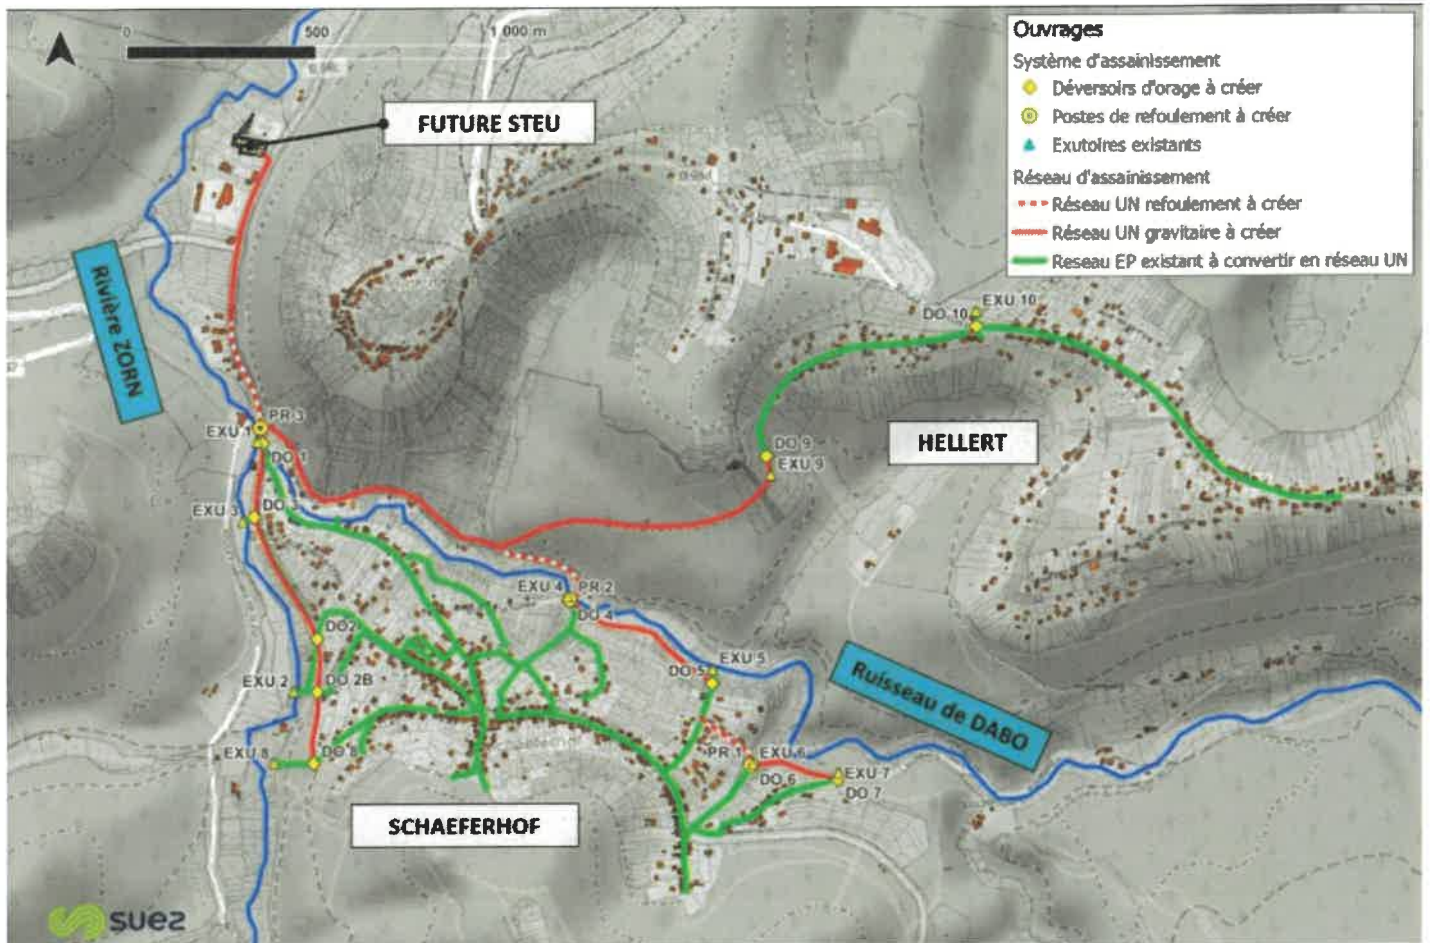 0 500 1 000 m
Ouvrages
Système d'assainissement
Déversoirs d'orage à créer
Postes de refoulement à créer
Exutoires existants
Réseau d'assainissement
Réseau UN refoulement à créer
Réseau UN gravitaire à créer
Reseau EP existant à convertir en réseau UN
FUTURE STEU
Rivière ZORN
EXU 10
DO 10
PR 3
EXU 1
DO 1
DO 9
EXU 9
HELLERT
EXU 3
DO 3
EXU 4
PR 2
DO 4
DO2
EXU 5
DO 5
EXU 2
DO 2B
Ruisseau de DABO
EXU 8
DO 8
PR 1
EXU 6
DO 6
EXU 7
DO 7
SCHAEFERHOF
suez